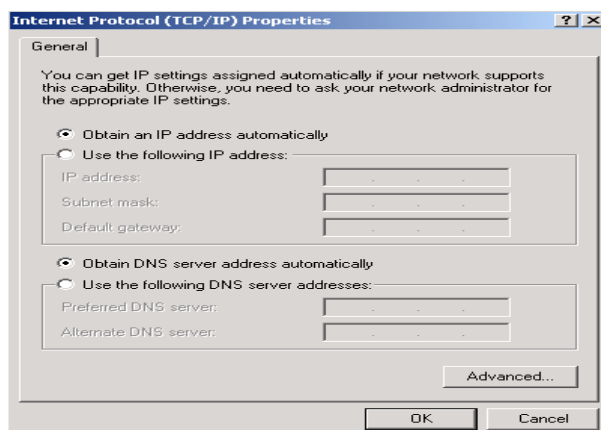 Internet Protocol (TCP/IP) Properties ? X
General
You can get IP settings assigned automatically if your network supports
this capability. Otherwise, you need to ask your network administrator for
the appropriate IP settings.
Obtain an IP address automatically
Use the following IP address:
IP address:
Subnet mask:
Default gateway:
Obtain DNS server address automatically
Use the following DNS server addresses:
Preferred DNS server:
Alternate DNS server:
Advanced...
OK Cancel